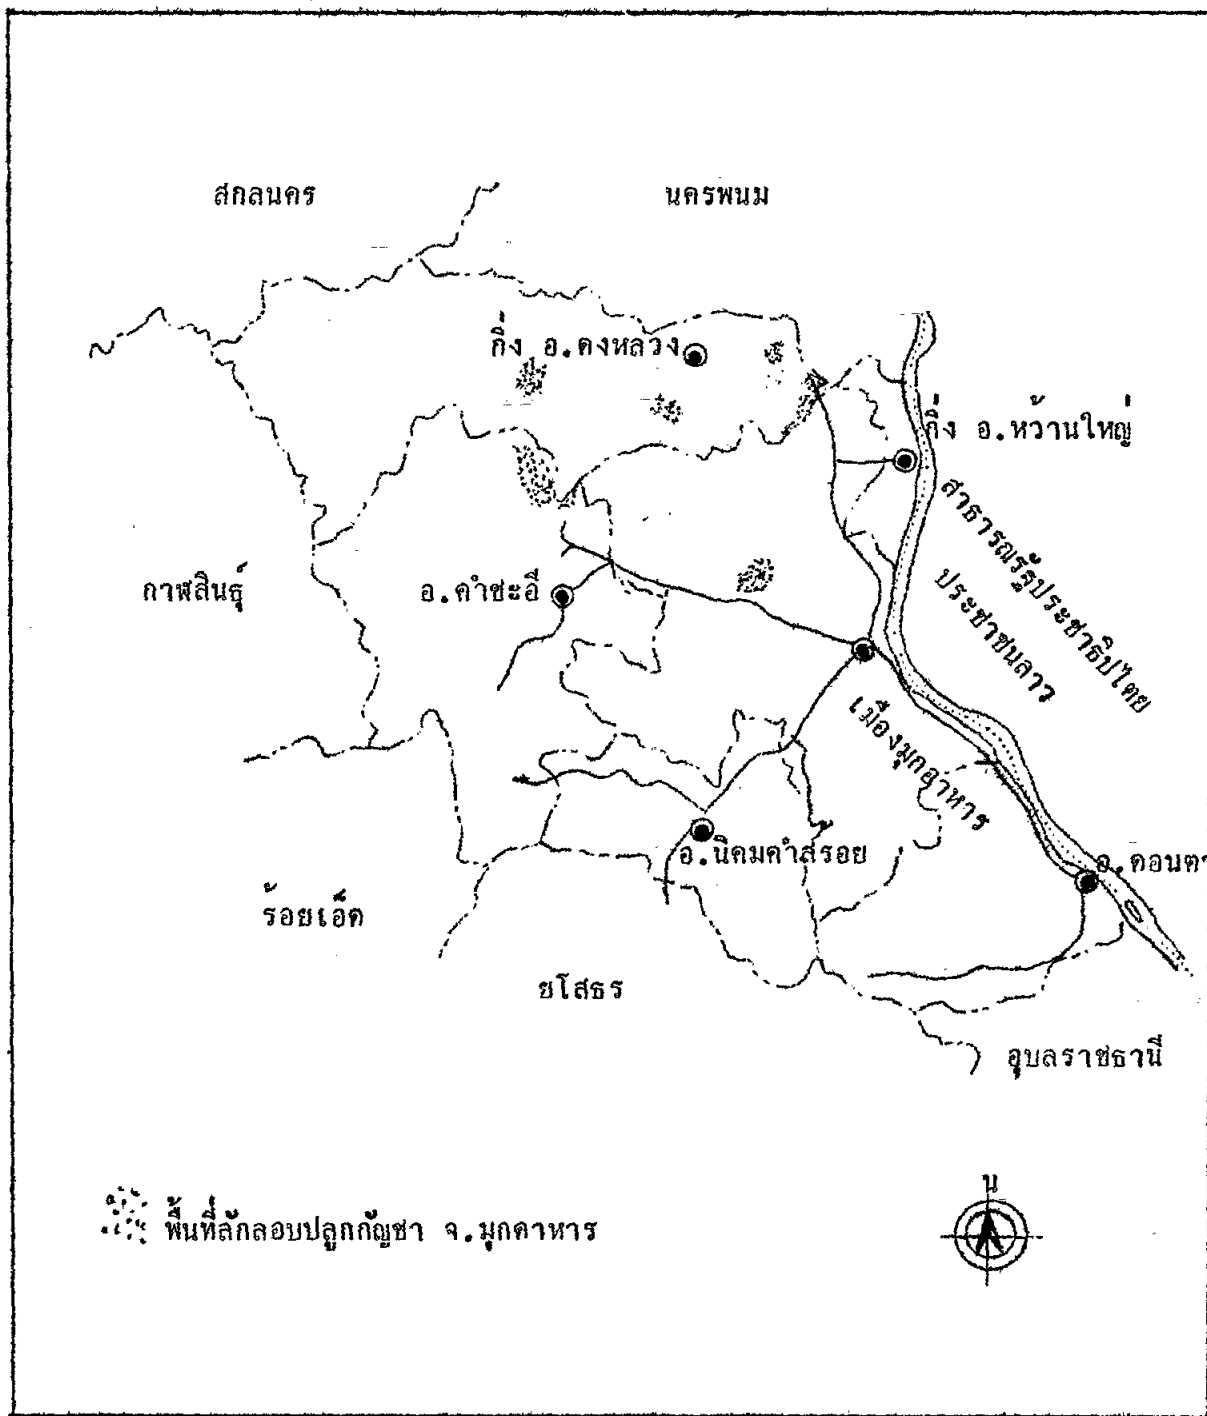 สกลนคร
นครพนม
กิ่ง อ.ดงหลวง
กิ่ง อ.หว้านใหญ่
สาธารณรัฐประชาธิปไตย
ประชาชนลาว
กาฬสินธุ์
อ.คำชะอี
เมืองมุกดาหาร
อ.นิคมคำสร้อย
อ.ดอนตา
ร้อยเอ็ด
ยโสธร
อุบลราชธานี
น
พื้นที่ลักลอบปลูกกัญชา จ.มุกดาหาร